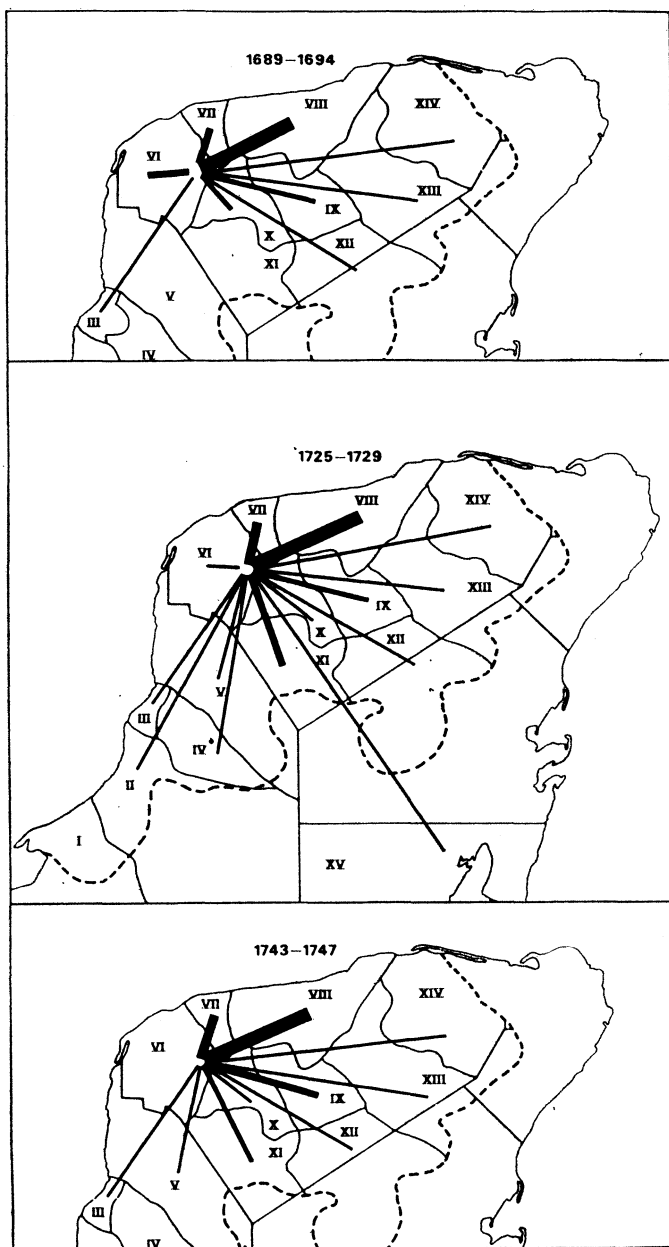 1689–1694
VII
VIII
XIV
VI
XIII
IX
X
XII
XI
V
III
IV
1725–1729
VII
VIII
XIV
VI
XIII
IX
X
XII
XI
V
III
IV
II
I
XV
1743–1747
VII
VIII
XIV
VI
XIII
IX
X
XII
XI
V
III
IV